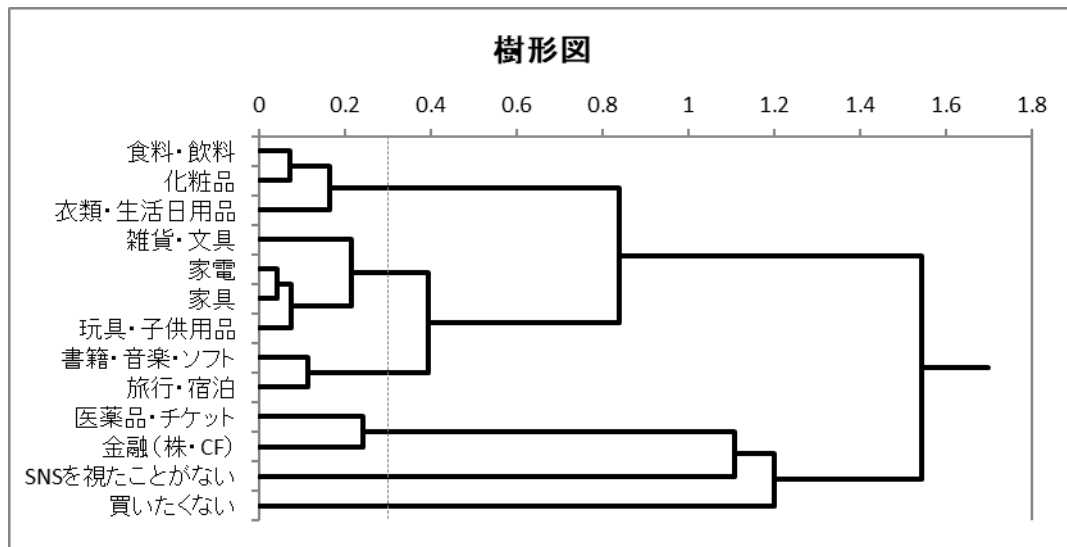 樹形図
0 0.2 0.4 0.6 0.8 1 1.2 1.4 1.6 1.8
食料・飲料
化粧品
衣類・生活日用品
雑貨・文具
家電
家具
玩具・子供用品
書籍・音楽・ソフト
旅行・宿泊
医薬品・チケット
金融(株・CF)
SNSを視たことがない
買いたくない